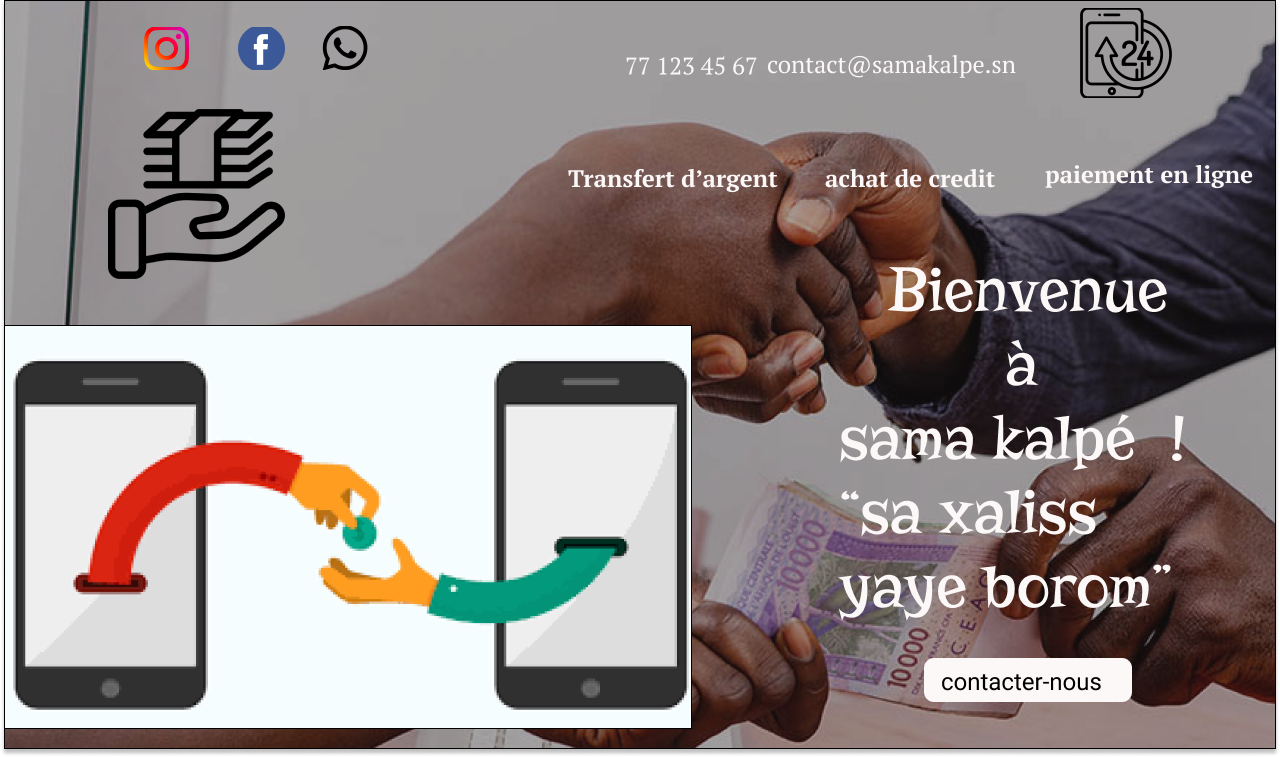 77 123 45 67 contact@samakalpe.sn
24
Transfert d’argent achat de credit paiement en ligne
Bienvenue
à
sama kalpé !
“sa xaliss
yaye borom”
10000
10000
contacter-nous